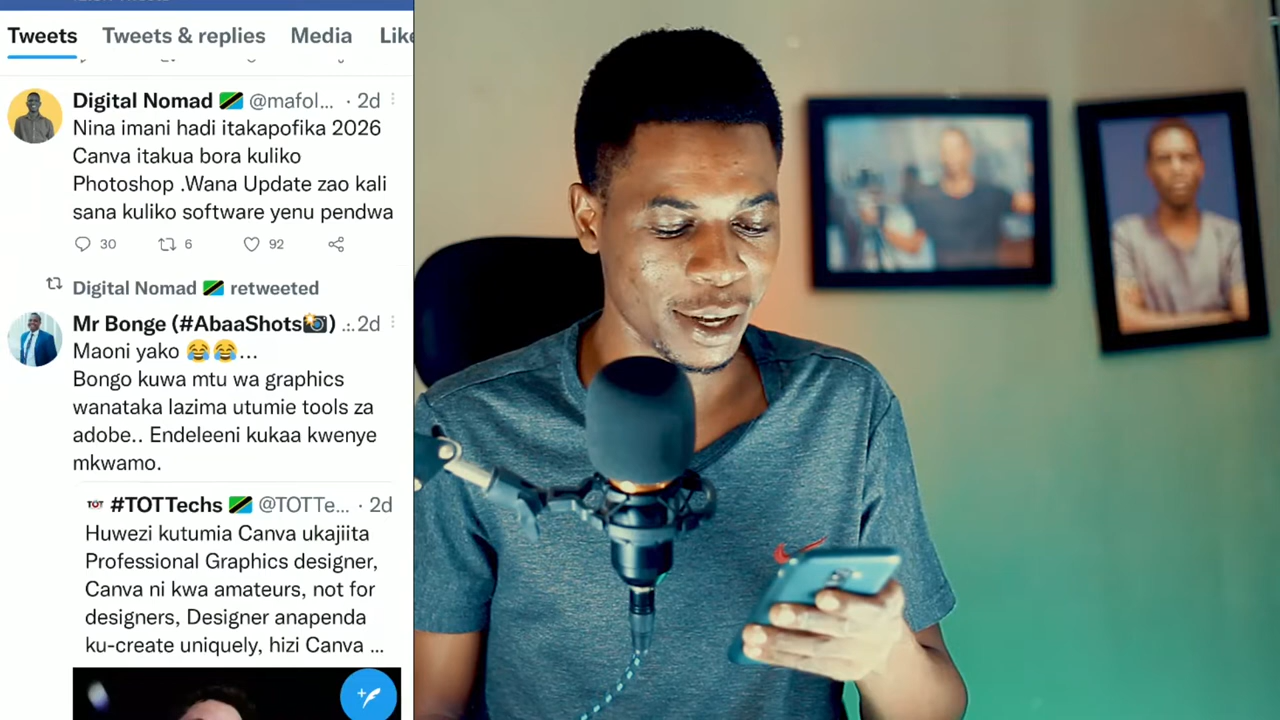 Tweets Tweets & replies Media Like
Digital Nomad 🇹🇿 @mafol... · 2d
Nina imani hadi itakapofika 2026
Canva itakua bora kuliko
Photoshop .Wana Update zao kali
sana kuliko software yenu pendwa
30 6 92
Digital Nomad 🇹🇿 retweeted
Mr Bonge (#AbaaShots📸) .:. 2d
Maoni yako 😂😂...
Bongo kuwa mtu wa graphics
wanataka lazima utumie tools za
adobe.. Endeleeni kukaa kwenye
mkwamo.
TOT #TOTTechs 🇹🇿 @TOTTe... · 2d
Huwezi kutumia Canva ukajiita
Professional Graphics designer,
Canva ni kwa amateurs, not for
designers, Designer anapenda
ku-create uniquely, hizi Canva ...